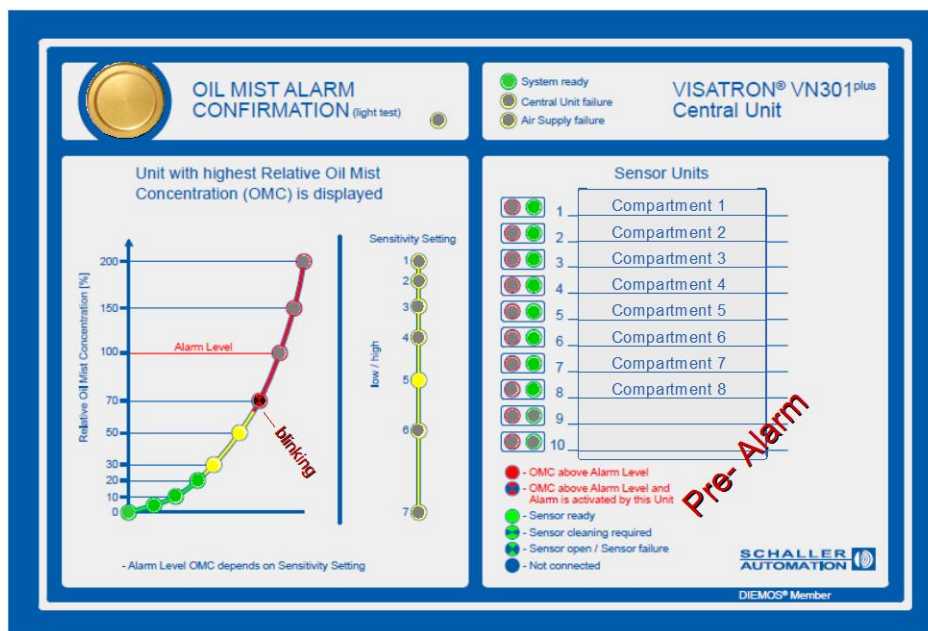 OIL MIST ALARM
CONFIRMATION (light test)
System ready
Central Unit failure
Air Supply failure
VISATRON® VN301plus
Central Unit
Unit with highest Relative Oil Mist
Concentration (OMC) is displayed
Relative Oil Mist Concentration [%]
200
150
100
70
50
30
20
10
0
Alarm Level
blinking
Sensitivity Setting
low / high
1
2
3
4
5
6
7
- Alarm Level OMC depends on Sensitivity Setting
Sensor Units
1 Compartment 1
2 Compartment 2
3 Compartment 3
4 Compartment 4
5 Compartment 5
6 Compartment 6
7 Compartment 7
8 Compartment 8
9
10
Pre- Alarm
- OMC above Alarm Level
- OMC above Alarm Level and
Alarm is activated by this Unit
- Sensor ready
- Sensor cleaning required
- Sensor open / Sensor failure
- Not connected
SCHALLER
AUTOMATION
DIEMOS® Member